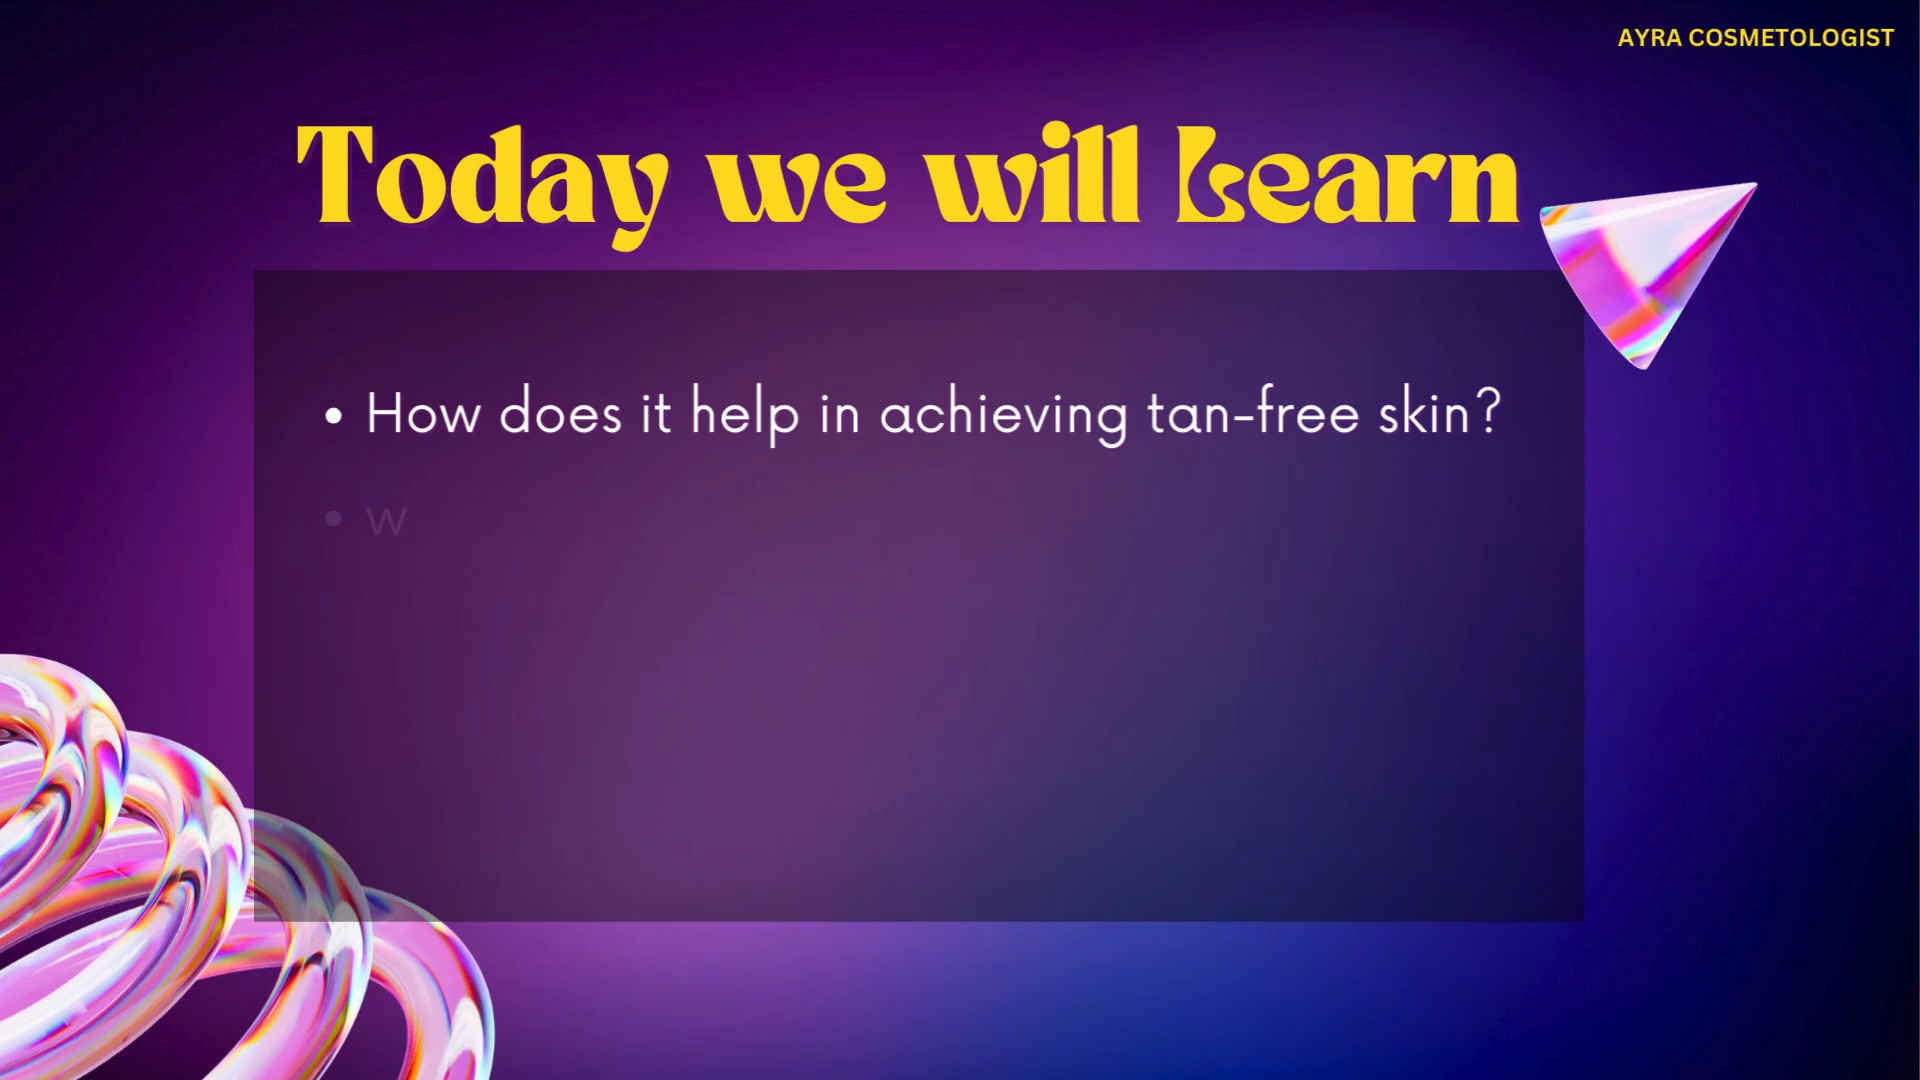 AYRA COSMETOLOGIST
Today we will Learn
• How does it help in achieving tan-free skin?
• W